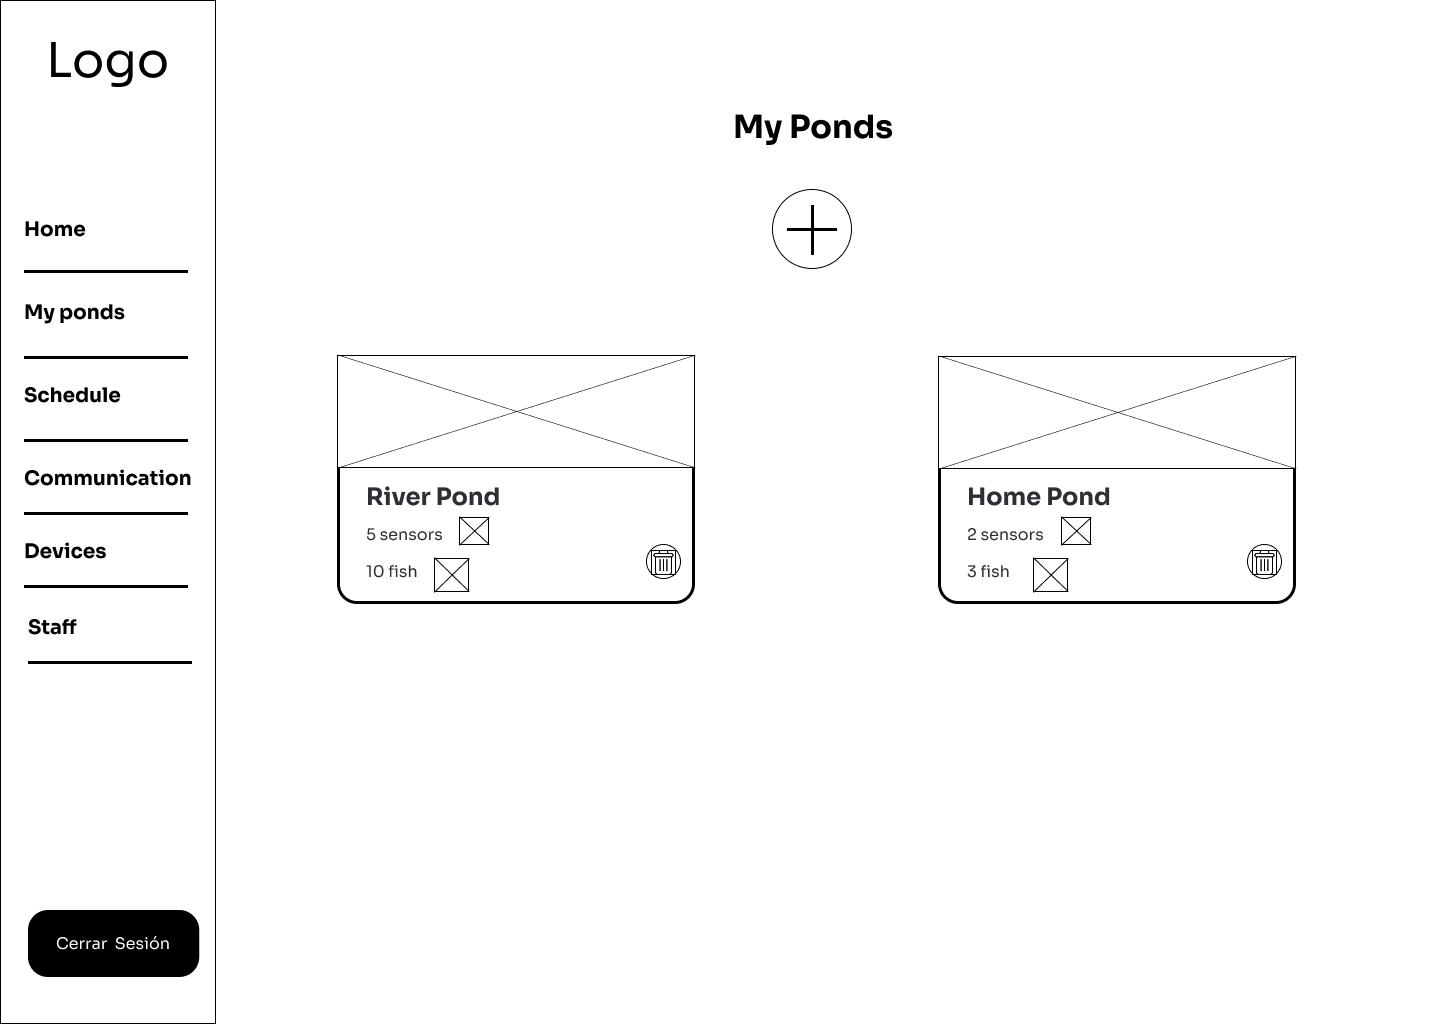 Logo
Home
My ponds
Schedule
Communication
Devices
Staff
Cerrar Sesión
My Ponds
River Pond
5 sensors
10 fish
Home Pond
2 sensors
3 fish